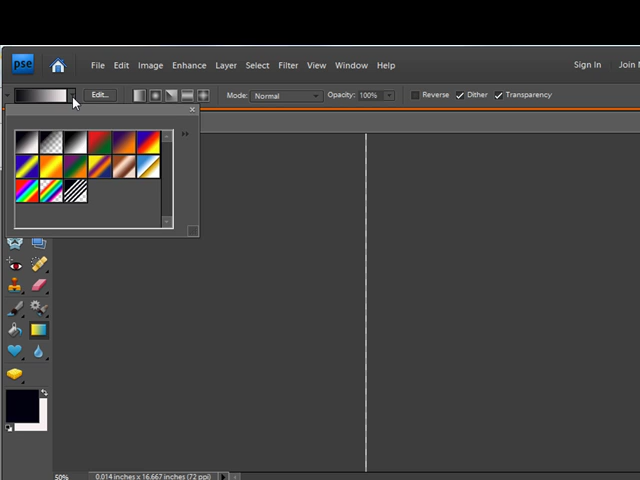 pse File Edit Image Enhance Layer Select Filter View Window Help Sign In Join
Edit... Mode: Normal Opacity: 100% Reverse Dither Transparency
50% 0.014 inches x 16.667 inches (72 ppi)